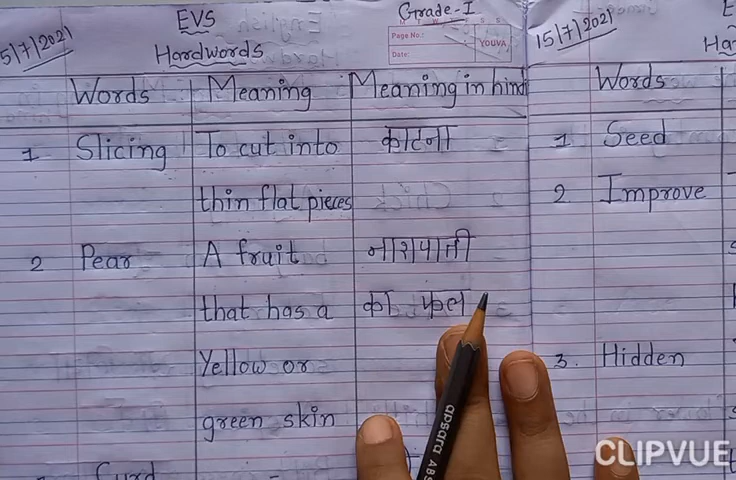 15/7/2021
EVS
Grade-I
Hardwords
M T W T F S S
Page No.:
Date:
YOUVA
Words Meaning Meaning in hindi
1 Slicing To cut into काटना
thin flat pieces
2 Pear A fruit नाशपाती
that has a का फल
Yellow or
green skin
Curd
15/7/2021
Words
1 Seed
2 Improve
3. Hidden
apsara ABS
CLIPVUE